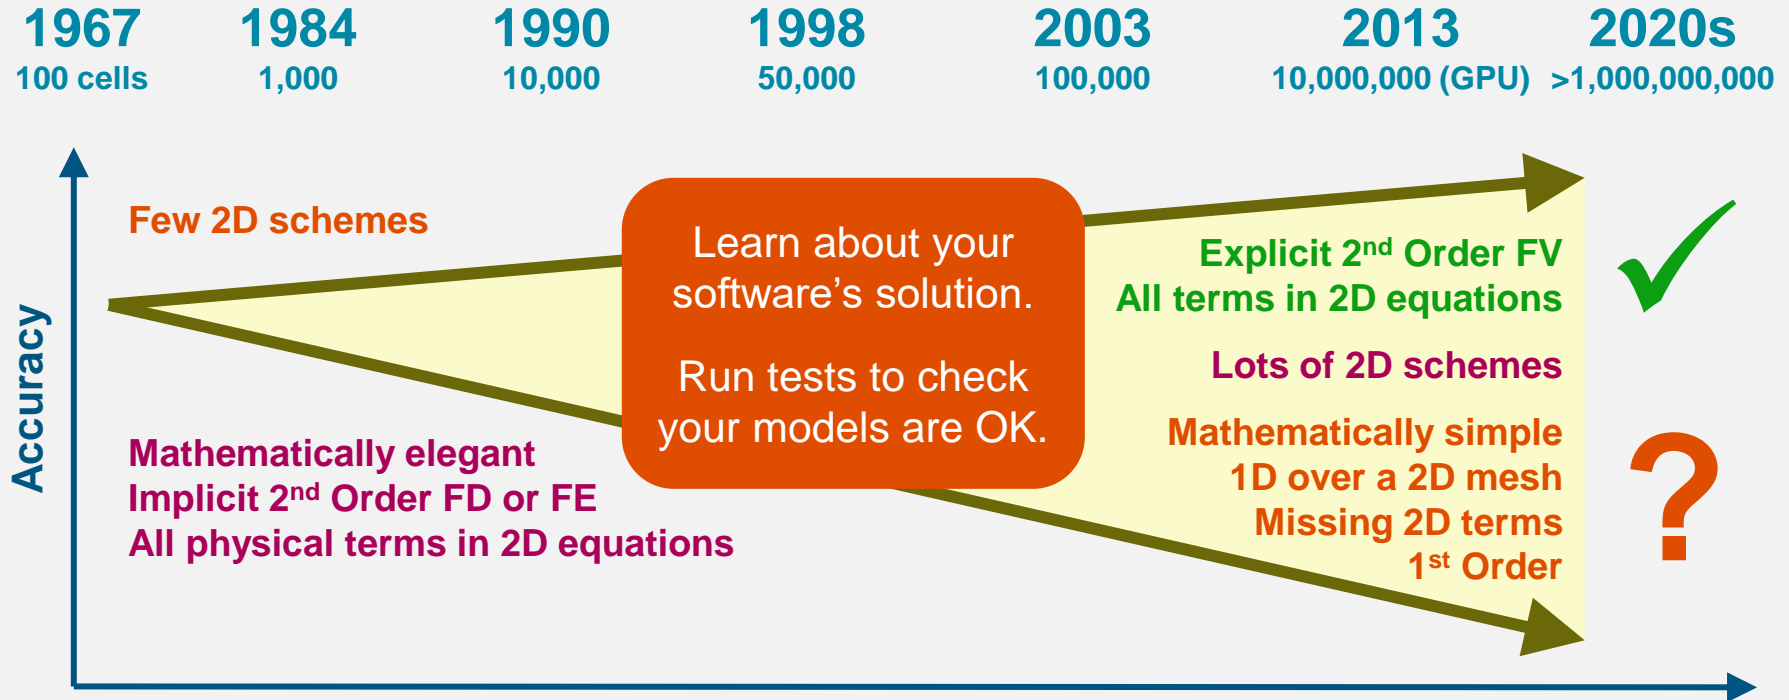 1967 1984 1990 1998 2003 2013 2020s
100 cells 1,000 10,000 50,000 100,000 10,000,000 (GPU) >1,000,000,000
Accuracy
Few 2D schemes
Mathematically elegant
Implicit 2nd Order FD or FE
All physical terms in 2D equations
Learn about your
software’s solution.
Run tests to check
your models are OK.
Explicit 2nd Order FV
All terms in 2D equations
Lots of 2D schemes
Mathematically simple
1D over a 2D mesh
Missing 2D terms
1st Order
?